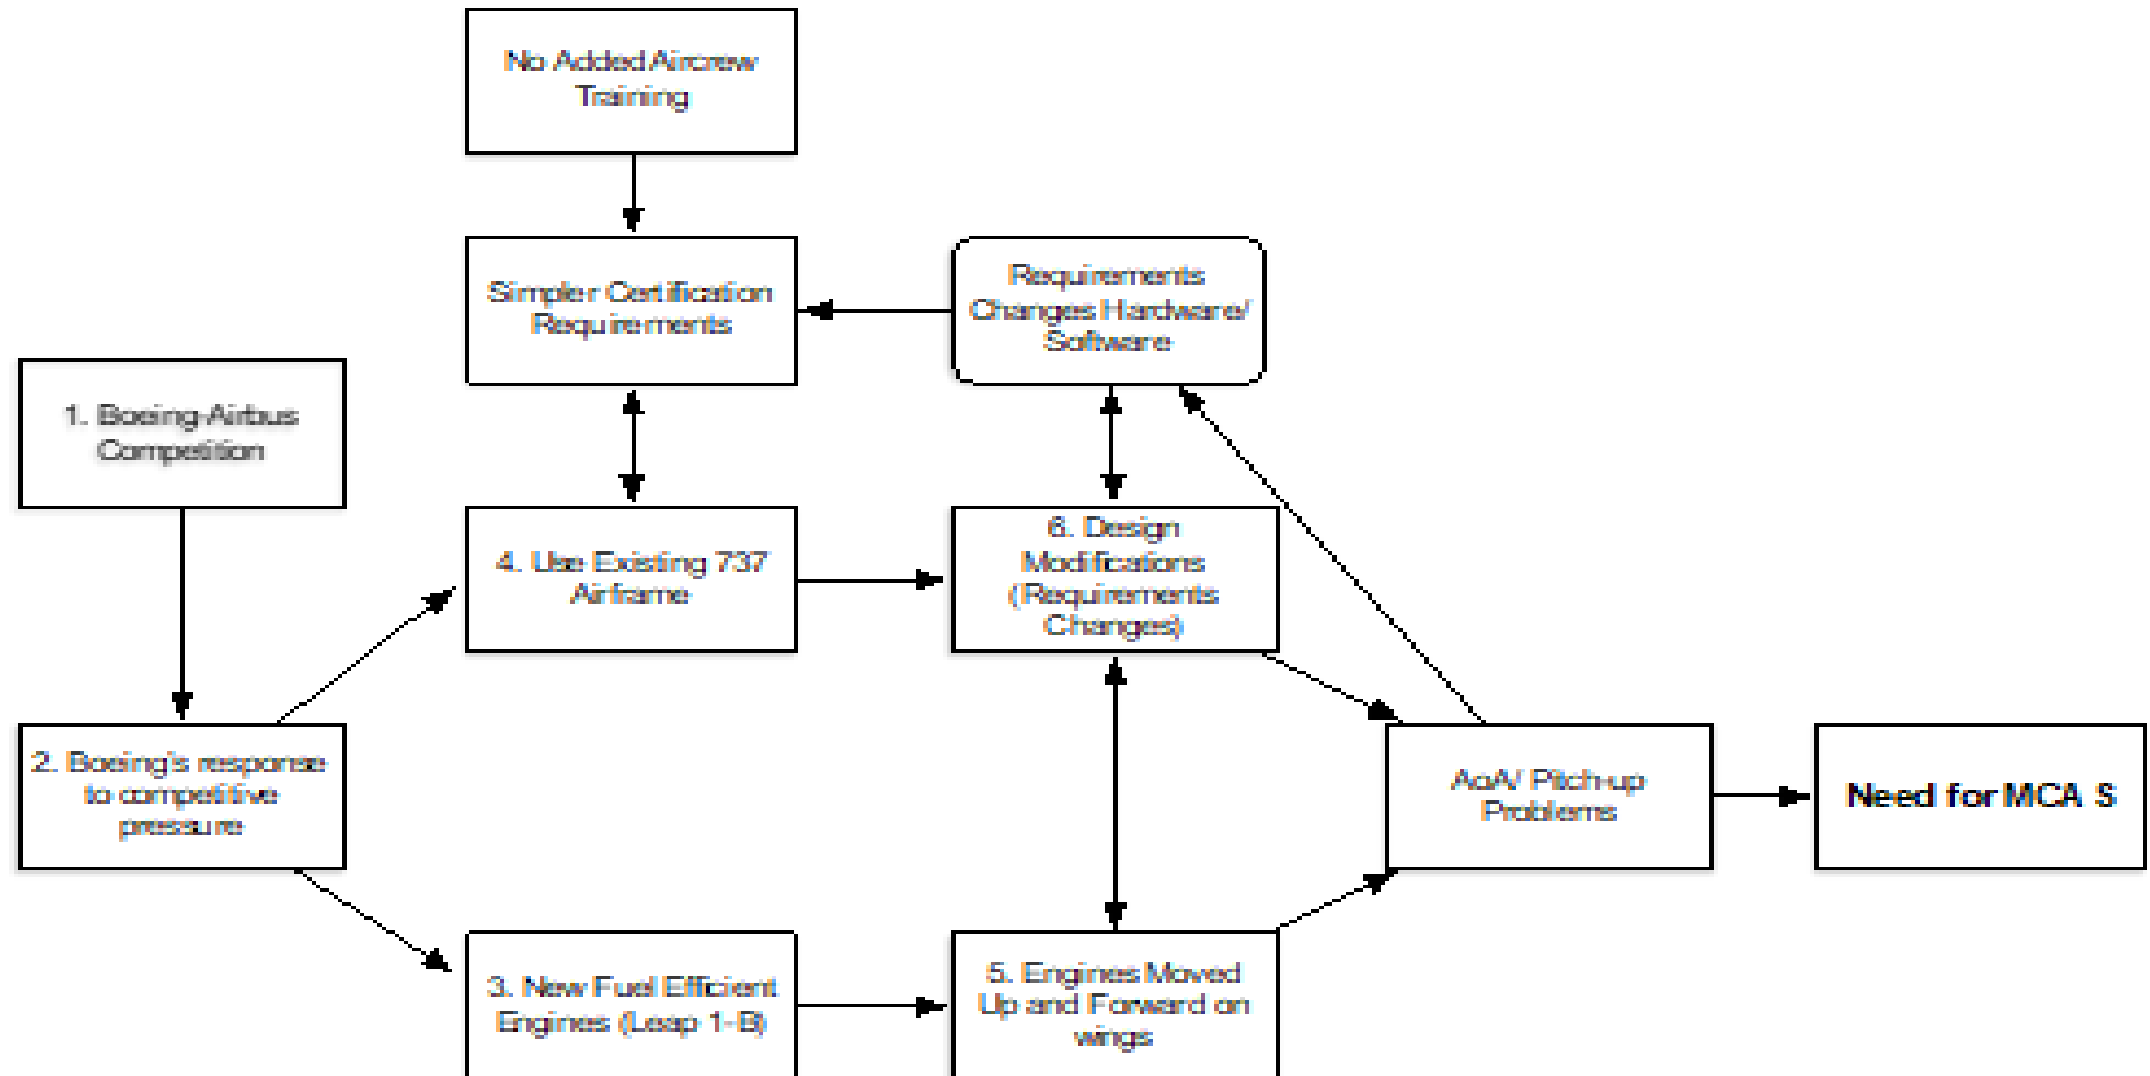 No Added Aircrew
Training
Simpler Certification
Requirements
Requirements
Changes Hardware/
Software
1. Boeing-Airbus
Competition
4. Use Existing 737
Airframe
6. Design
Modifications
(Requirements
Changes)
2. Boeing's response
to competitive
pressure
AoA/ Pitch-up
Problems
Need for MCA S
3. New Fuel Efficient
Engines (Leap 1-B)
5. Engines Moved
Up and Forward on
wings